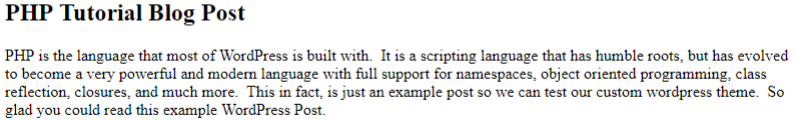 PHP Tutorial Blog Post
PHP is the language that most of WordPress is built with.  It is a scripting language that has humble roots, but has evolved
to become a very powerful and modern language with full support for namespaces, object oriented programming, class
reflection, closures, and much more.  This in fact, is just an example post so we can test our custom wordpress theme.  So
glad you could read this example WordPress Post.